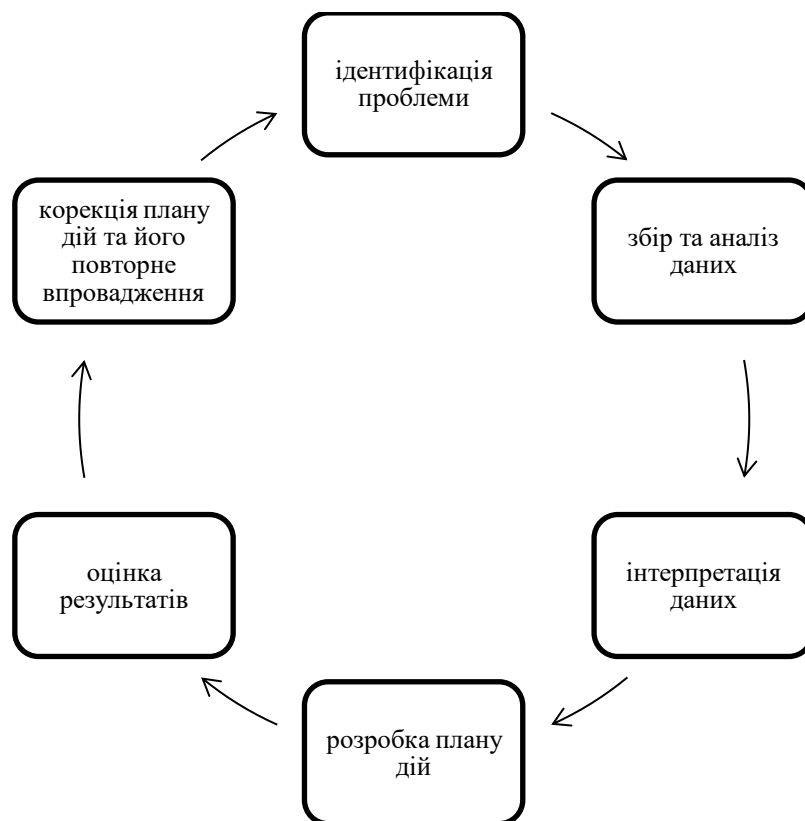 ідентифікація
проблеми
збір та аналіз
даних
інтерпретація
даних
розробка плану
дій
оцінка
результатів
корекція плану
дій та його
повторне
впровадження